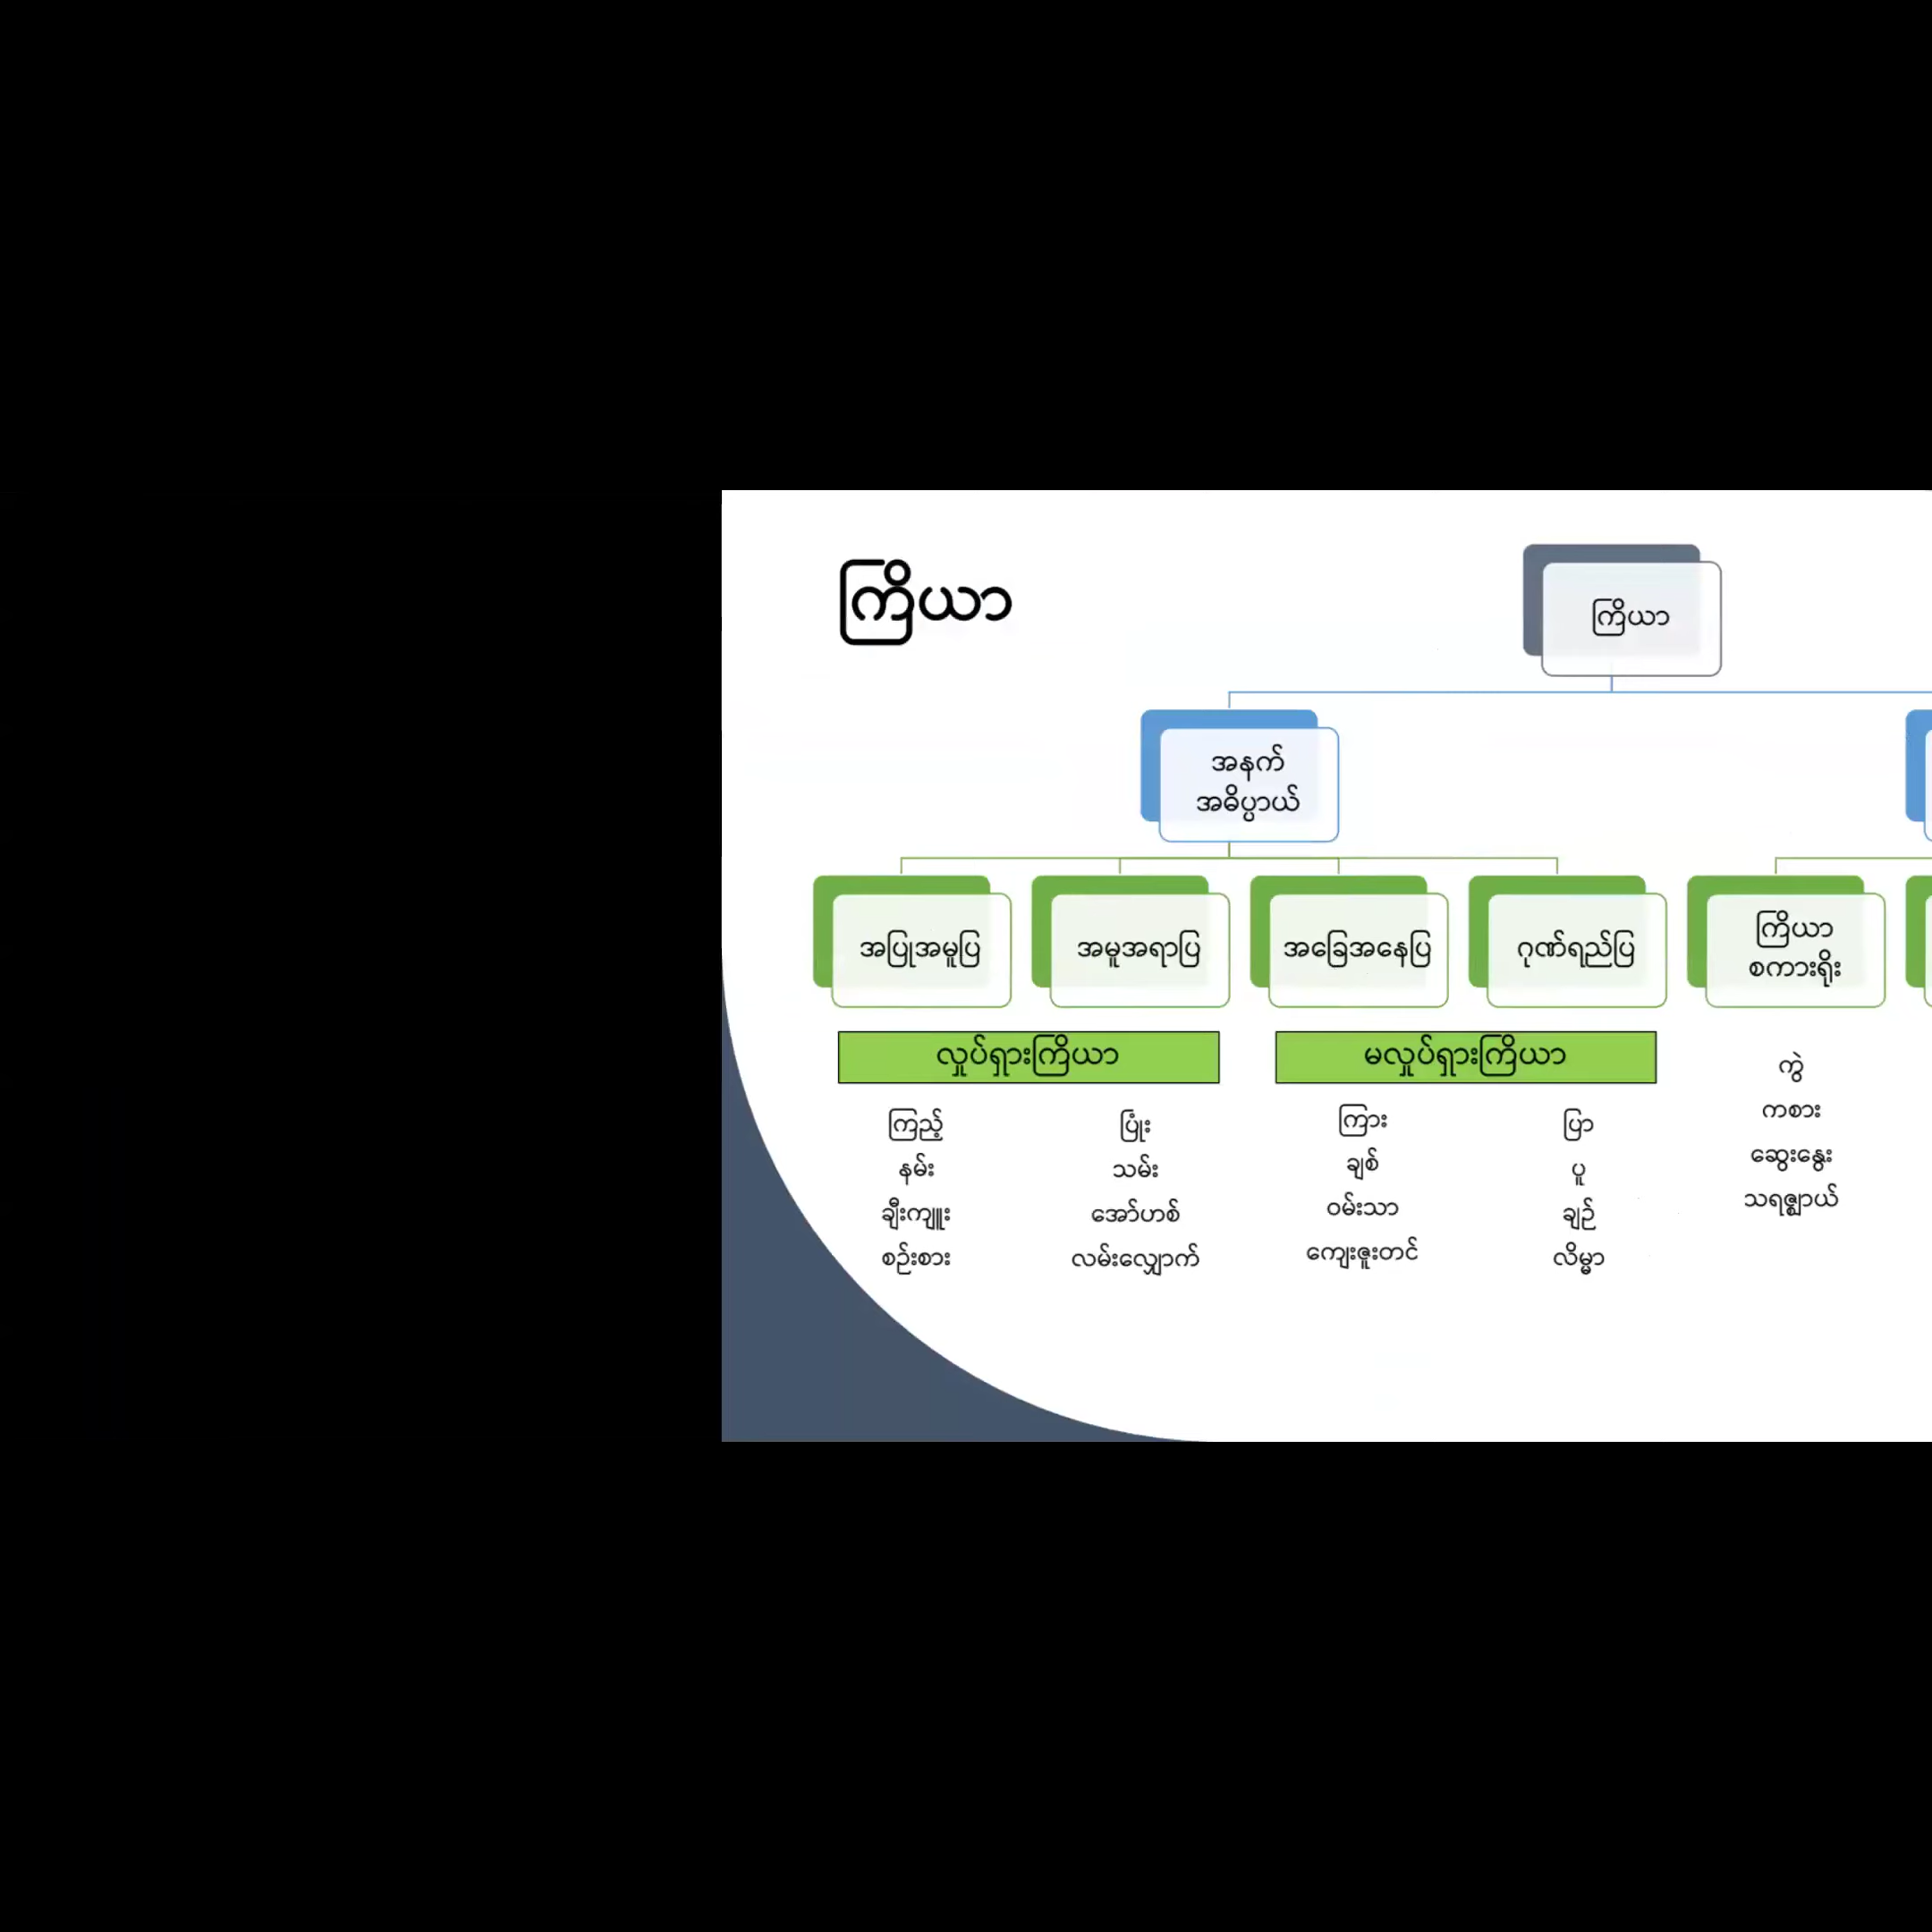 ကြိယာ
ကြိယာ
အနက်
အဓိပ္ပာယ်
အပြုအမူပြ
အမူအရာပြ
အခြေအနေပြ
ဂုဏ်ရည်ပြ
ကြိယာ
စကားရိုး
လှုပ်ရှားကြိယာ
မလှုပ်ရှားကြိယာ
ကြည့်
နမ်း
ချီးကျူး
စဉ်းစား
ပြုံး
သမ်း
အော်ဟစ်
လမ်းလျှောက်
ကြား
ချစ်
ဝမ်းသာ
ကျေးဇူးတင်
ပြာ
ပူ
ချဉ်
လိမ္မာ
ကွဲ
ကစား
ဆွေးနွေး
သရဇ္ဈာယ်